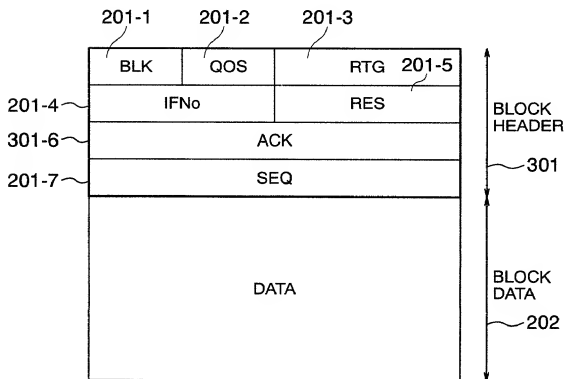 201-1 201-2 201-3
BLK QOS RTG
201-5
201-4 IFNo RES
301-6 ACK
201-7 SEQ
BLOCK
HEADER
301
DATA
BLOCK
DATA
202